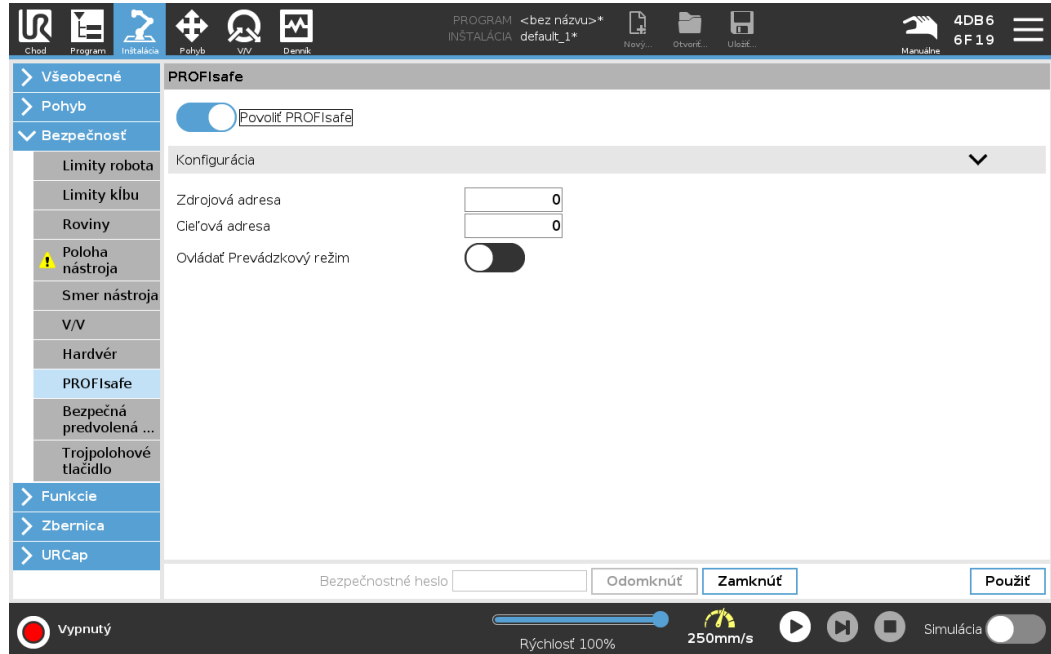 UR
PROGRAM <bez názvu>*
INŠTALÁCIA default_1*
Chod
Program
Inštalácia
Pohyb
V/V
Denník
Nový...
Otvoriť...
Uložiť...
Manuálne
4DB6
6F19
Všeobecné
Pohyb
Bezpečnosť
Limity robota
Limity kĺbu
Roviny
Poloha
nástroja
Smer nástroja
V/V
Hardvér
PROFIsafe
Bezpečná
predvolená ...
Trojpolohové
tlačidlo
Funkcie
Zbernica
URCap
PROFIsafe
Povoliť PROFIsafe
Konfigurácia
Zdrojová adresa 0
Cieľová adresa 0
Ovládať Prevádzkový režim
Bezpečnostné heslo Odomknúť Zamknúť Použiť
Vypnutý
Rýchlosť 100%
250mm/s
Simulácia